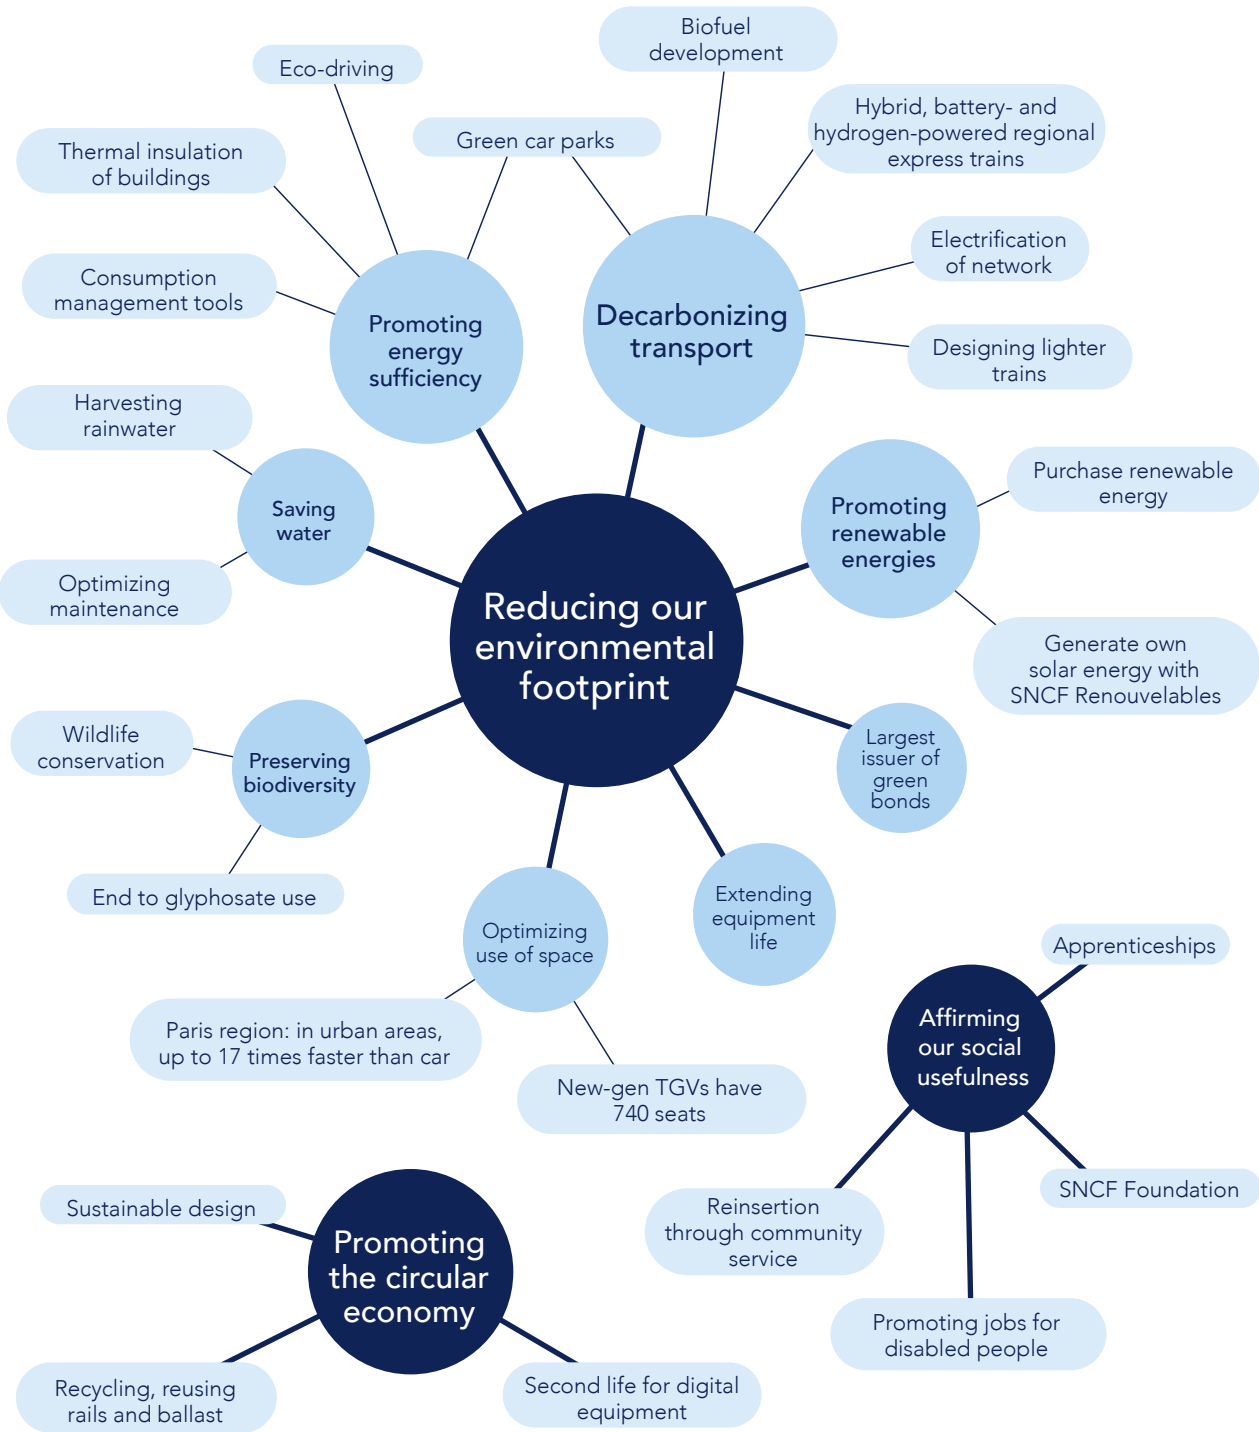 Biofuel
development
Eco-driving
Hybrid, battery- and
hydrogen-powered regional
express trains
Green car parks
Thermal insulation
of buildings
Electrification
of network
Consumption
management tools
Promoting
energy
sufficiency
Decarbonizing
transport
Designing lighter
trains
Harvesting
rainwater
Saving
water
Promoting
renewable
energies
Purchase renewable
energy
Optimizing
maintenance
Reducing our
environmental
footprint
Generate own
solar energy with
SNCF Renouvelables
Wildlife
conservation
Preserving
biodiversity
Largest
issuer of
green
bonds
End to glyphosate use
Optimizing
use of space
Extending
equipment
life
Paris region: in urban areas,
up to 17 times faster than car
New-gen TGVs have
740 seats
Apprenticeships
Affirming
our social
usefulness
SNCF Foundation
Reinsertion
through community
service
Promoting jobs for
disabled people
Sustainable design
Promoting
the circular
economy
Recycling, reusing
rails and ballast
Second life for digital
equipment